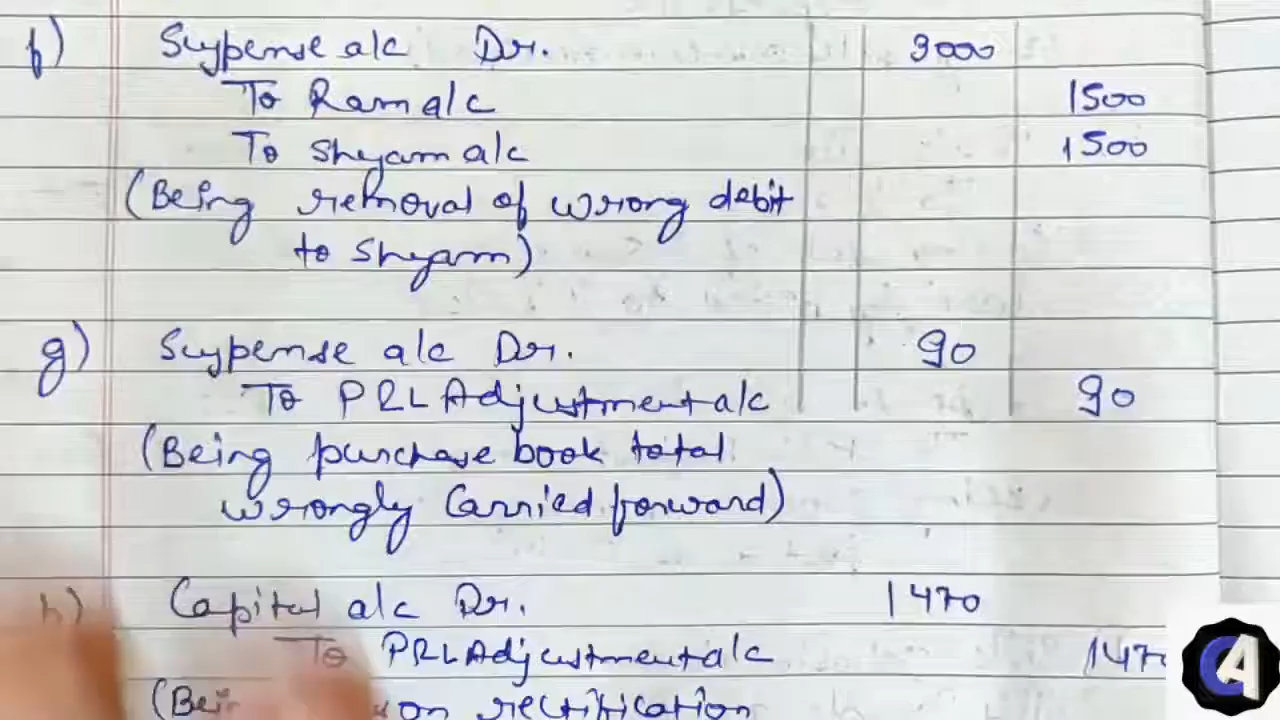 f) Suspense a/c Dr. 3000
To Ram a/c 1500
To Shyam a/c 1500
(Being removal of wrong debit
to Shyam)
g) Suspense a/c Dr. 90
To P&L Adjustment a/c 90
(Being purchase book total
wrongly Carried forward)
h) Capital a/c Dr. 1470
To P&L Adjustment a/c
on rectification
CA